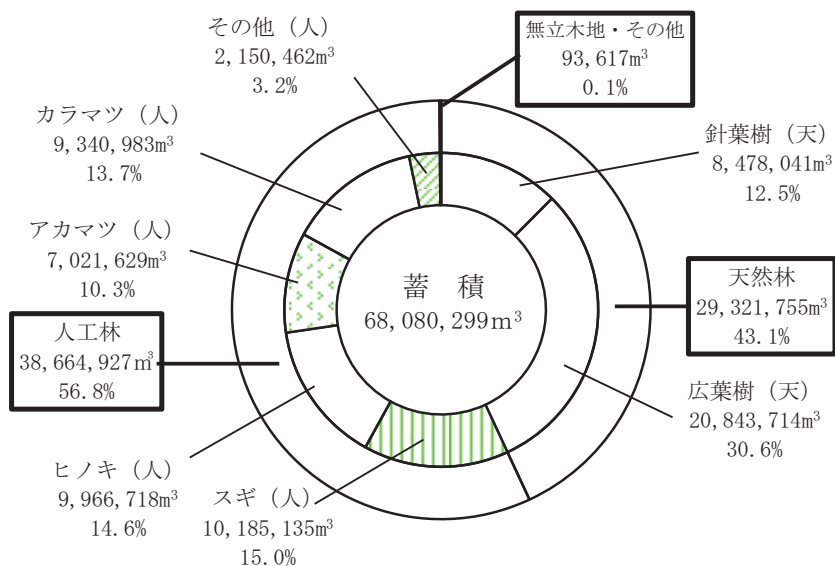 その他（人）
2,150,462m³
3.2%
無立木地・その他
93,617m³
0.1%
カラマツ（人）
9,340,983m³
13.7%
針葉樹（天）
8,478,041m³
12.5%
アカマツ（人）
7,021,629m³
10.3%
蓄 積
68,080,299m³
天然林
29,321,755m³
43.1%
人工林
38,664,927㎥
56.8%
広葉樹（天）
20,843,714m³
30.6%
ヒノキ（人）
9,966,718m³
14.6%
スギ（人）
10,185,135m³
15.0%